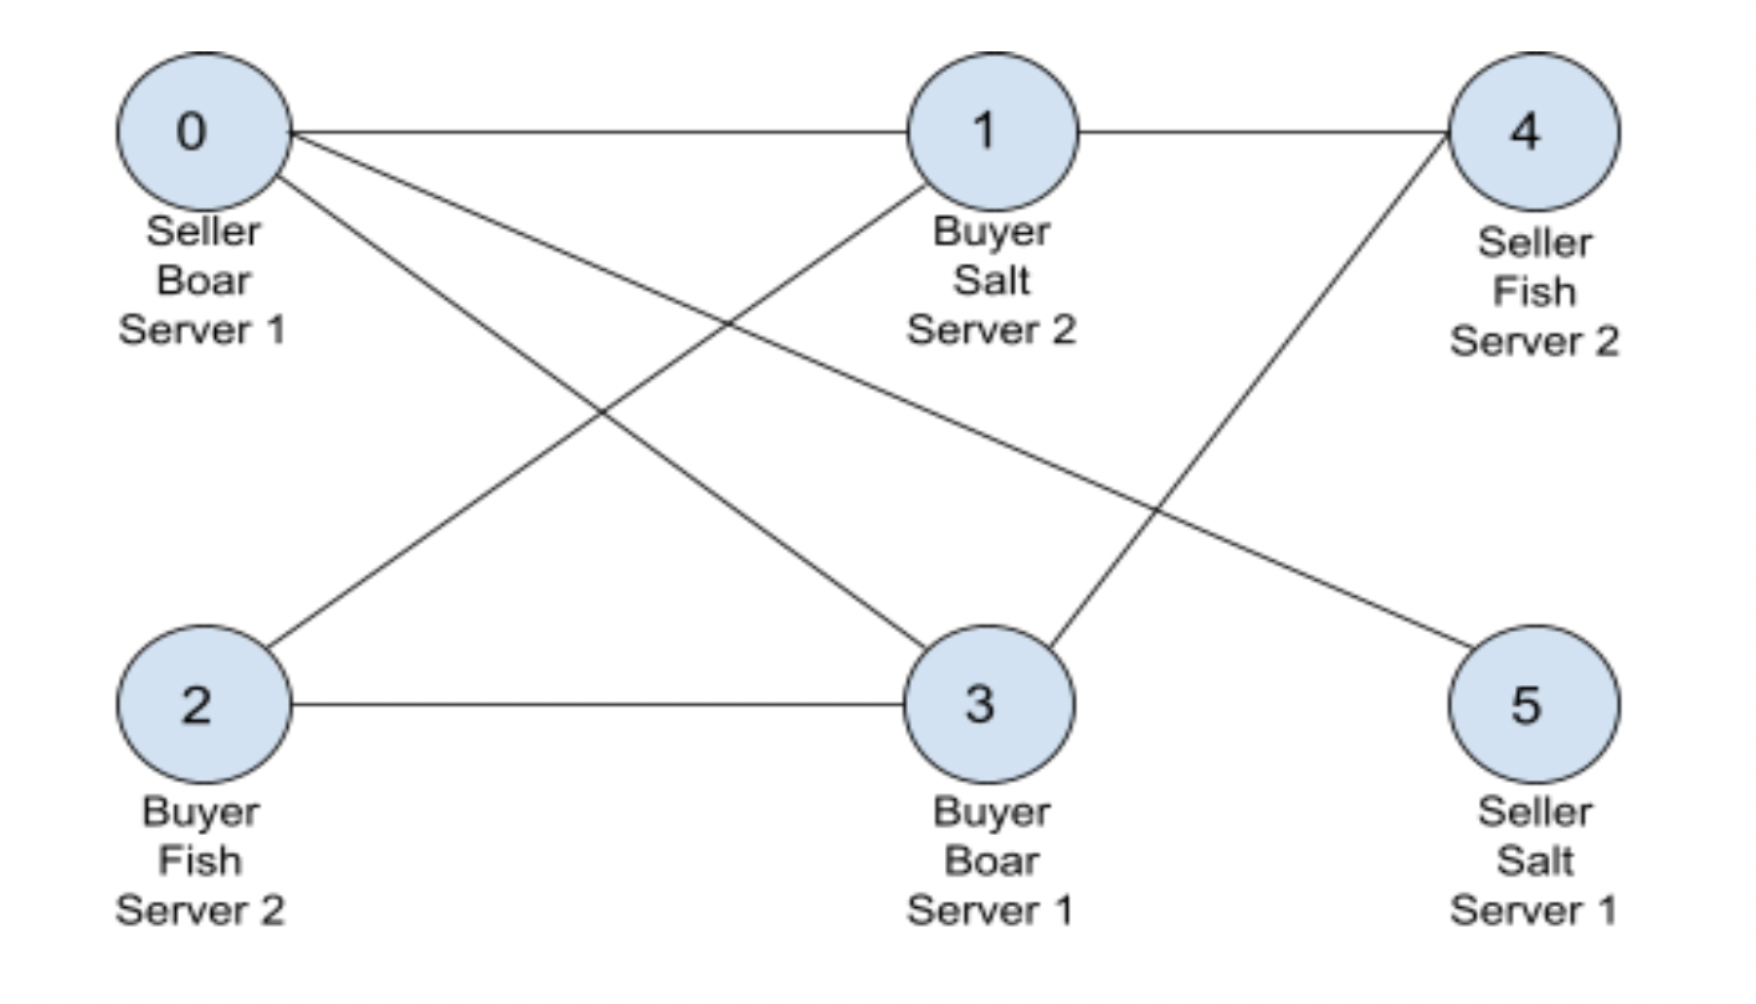 0
Seller
Boar
Server 1
1
Buyer
Salt
Server 2
4
Seller
Fish
Server 2
2
Buyer
Fish
Server 2
3
Buyer
Boar
Server 1
5
Seller
Salt
Server 1